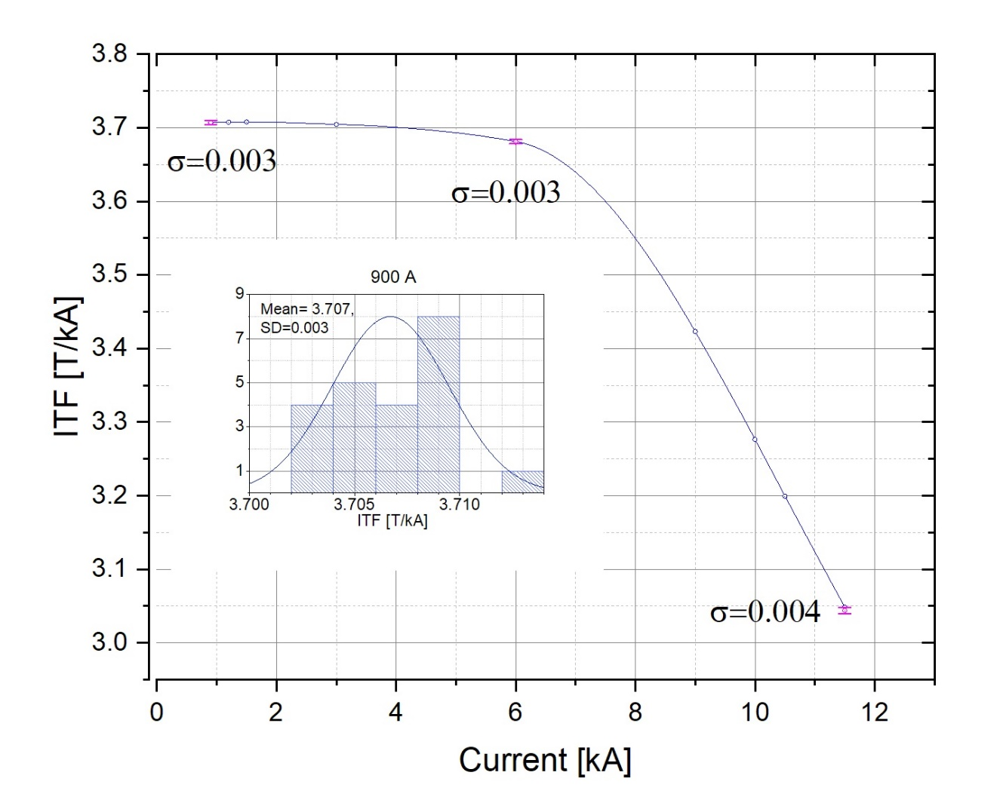 3.8
3.7
3.6
3.5
3.4
3.3
3.2
3.1
3.0
ITF [T/kA]
σ=0.003
σ=0.003
σ=0.004
900 A
Mean= 3.707,
SD=0.003
9
7
5
3
1
3.700 3.705 3.710
ITF [T/kA]
0 2 4 6 8 10 12
Current [kA]